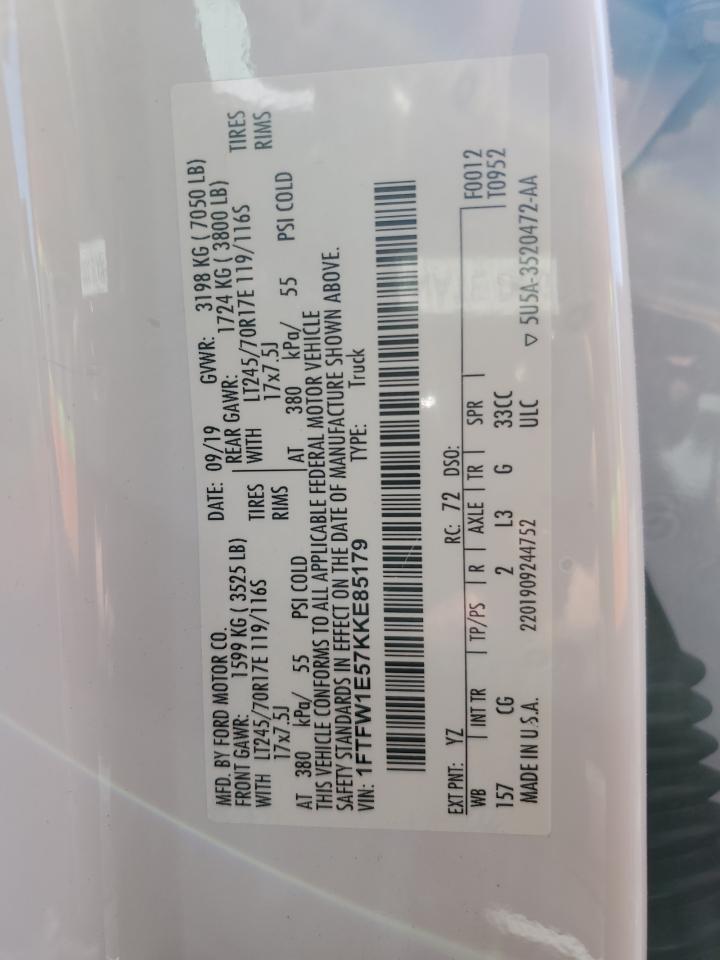 MFD. BY FORD MOTOR CO. DATE: 09/19 GVWR: 3198 KG ( 7050 LB)
FRONT GAWR: 1599 KG ( 3525 LB) REAR GAWR: 1724 KG ( 3800 LB)
WITH LT245/70R17E 119/116S TIRES WITH LT245/70R17E 119/116S TIRES
17x7.5J RIMS 17x7.5J RIMS
AT 380 kPa/ 55 PSI COLD AT 380 kPa/ 55 PSI COLD
THIS VEHICLE CONFORMS TO ALL APPLICABLE FEDERAL MOTOR VEHICLE
SAFETY STANDARDS IN EFFECT ON THE DATE OF MANUFACTURE SHOWN ABOVE.
VIN: 1FTFW1E57KKE85179 TYPE: Truck
EXT PNT: YZ RC: 72 DSO: F0012
WB INT TR TP/PS R AXLE TR SPR T0952
157 CG 2 L3 G 33CC
MADE IN U.S.A. 2201909244752 ULC ▽ 5U5A-3520472-AA